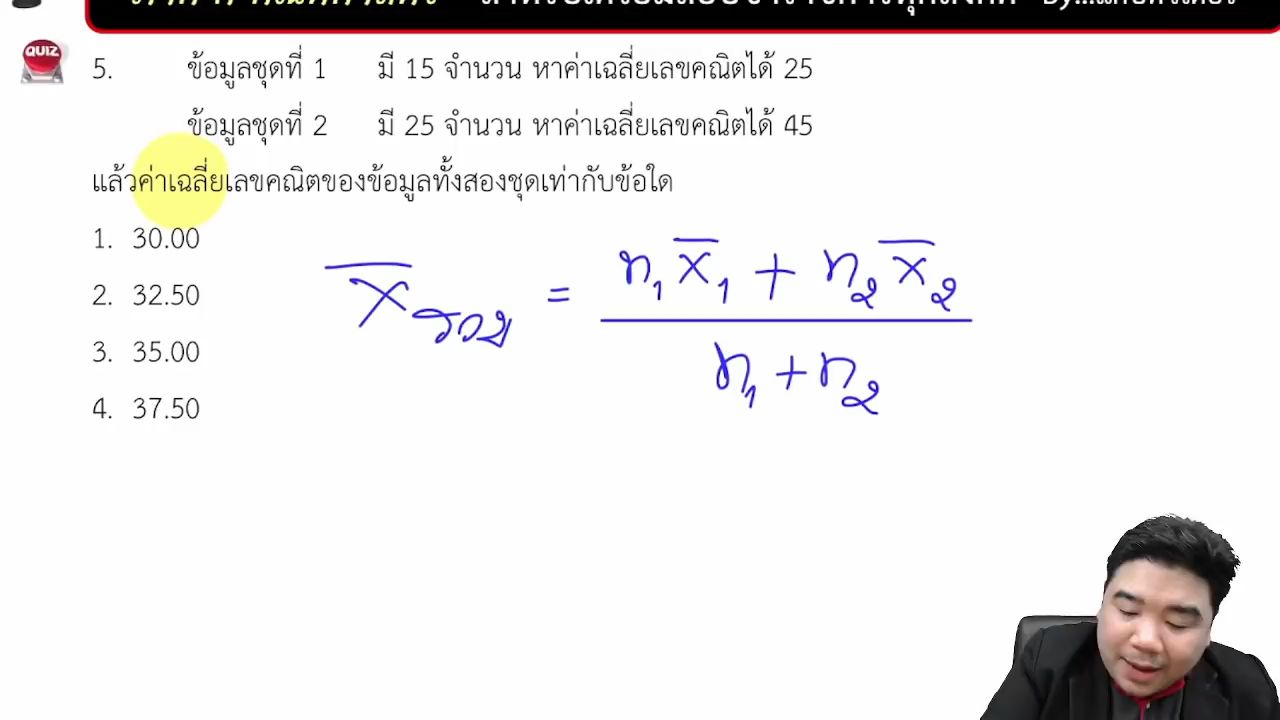 By...
QUIZ
5. ข้อมูลชุดที่ 1 มี 15 จำนวน หาค่าเฉลี่ยเลขคณิตได้ 25
ข้อมูลชุดที่ 2 มี 25 จำนวน หาค่าเฉลี่ยเลขคณิตได้ 45
แล้วค่าเฉลี่ยเลขคณิตของข้อมูลทั้งสองชุดเท่ากับข้อใด
1. 30.00
2. 32.50
3. 35.00
4. 37.50
X̄รวม = (n₁X̄₁ + n₂X̄₂) / (n₁ + n₂)